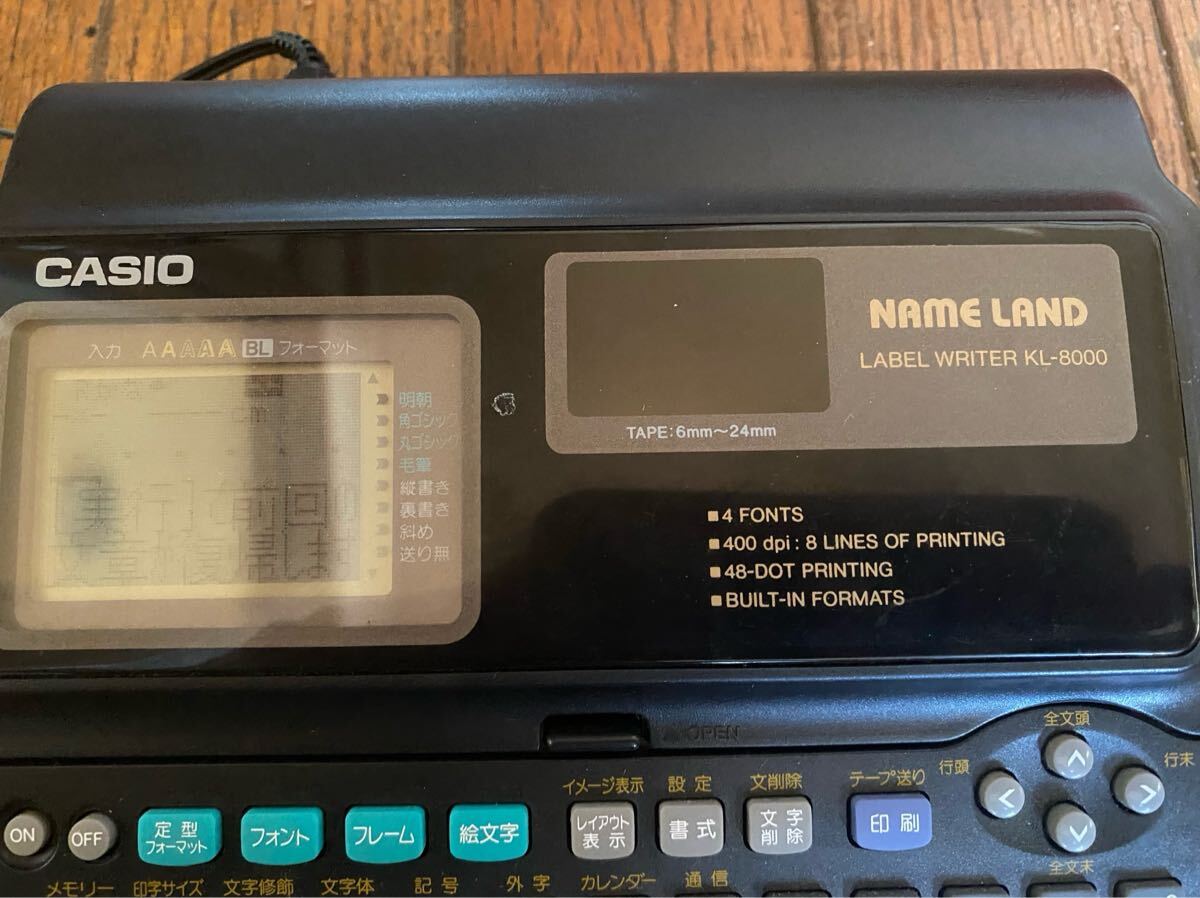 CASIO
入力 AAAAA BL フォーマット
明朝
角ゴシック
丸ゴシック
毛筆
縦書き
裏書き
斜め
送り無
NAME LAND
LABEL WRITER KL-8000
TAPE:6mm〜24mm
■4 FONTS
■400 dpi : 8 LINES OF PRINTING
■48-DOT PRINTING
■BUILT-IN FORMATS
OPEN
イメージ表示 設定 文削除 テープ送り 行頭 全文頭 行末
ON
OFF
定型
フォーマット
フォント
フレーム
絵文字
レイアウト
表示
書式
文字
削除
印刷
全文末
メモリー 印字サイズ 文字修飾 文字体 記号 外字 カレンダー 通信